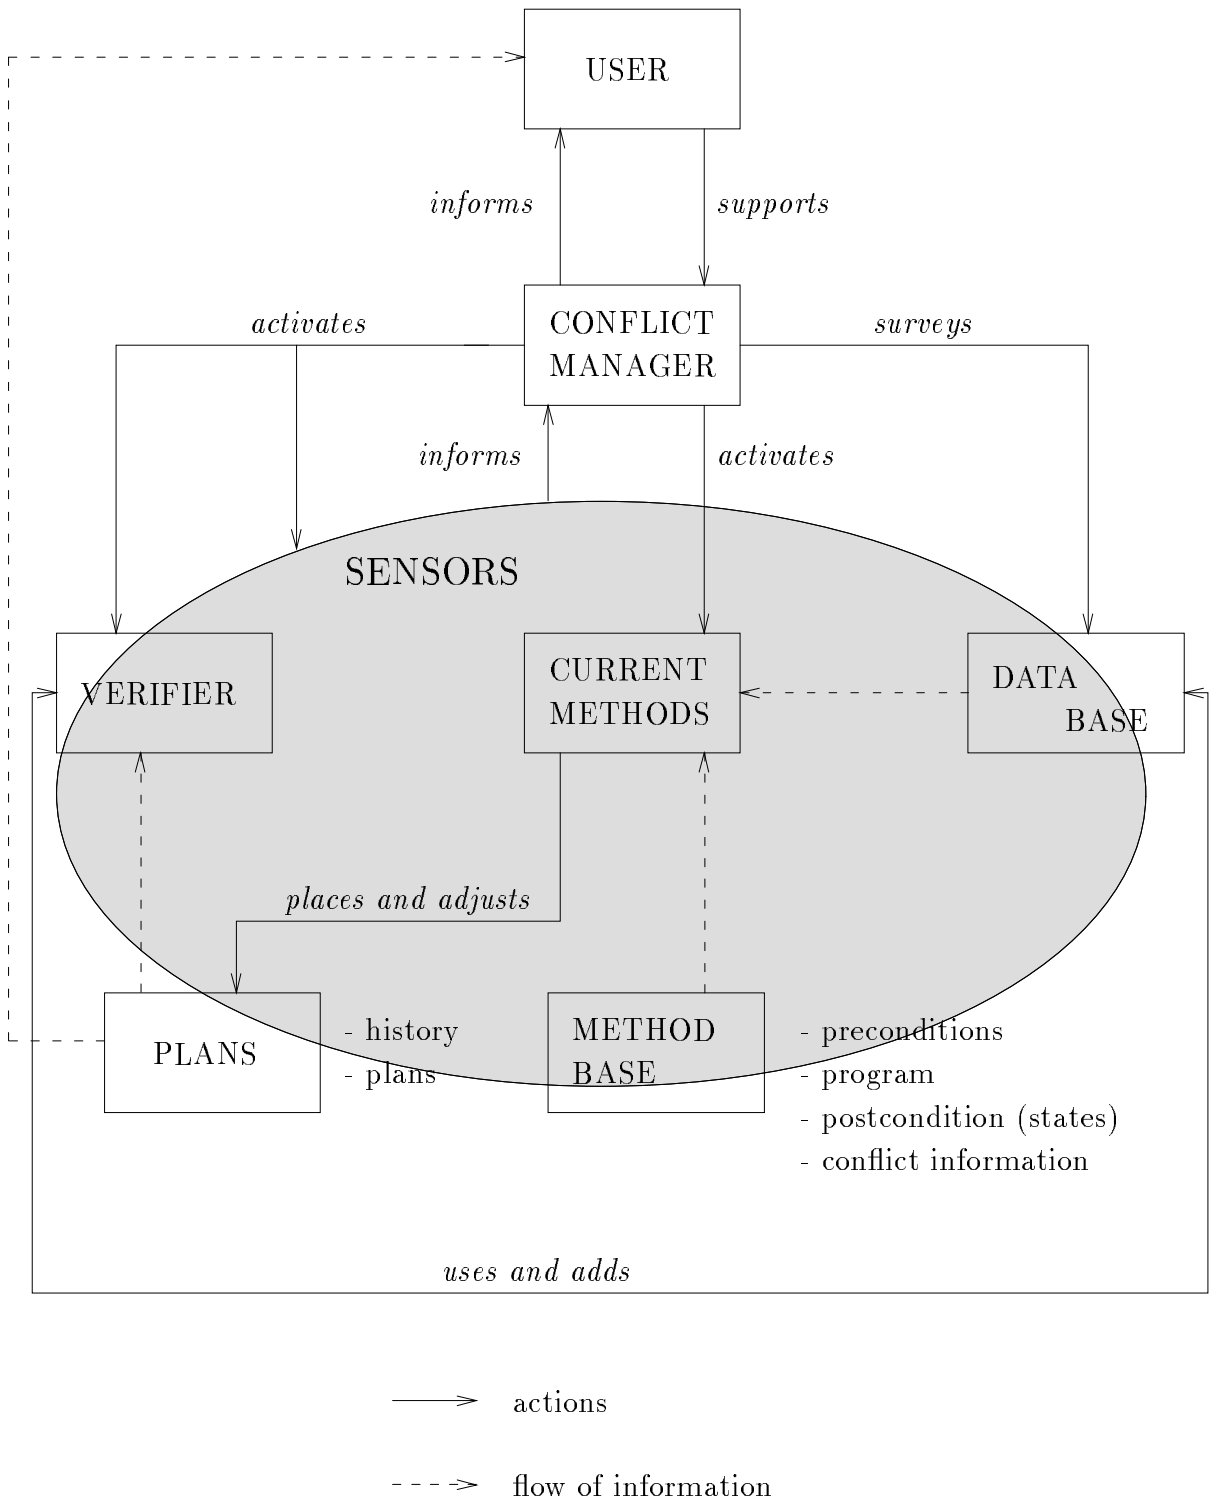 USER
informs
supports
CONFLICT
MANAGER
activates
surveys
informs
activates
SENSORS
VERIFIER
CURRENT
METHODS
DATA
BASE
places and adjusts
PLANS
- history
- plans
METHOD
BASE
- preconditions
- program
- postcondition (states)
- conflict information
uses and adds
actions
flow of information